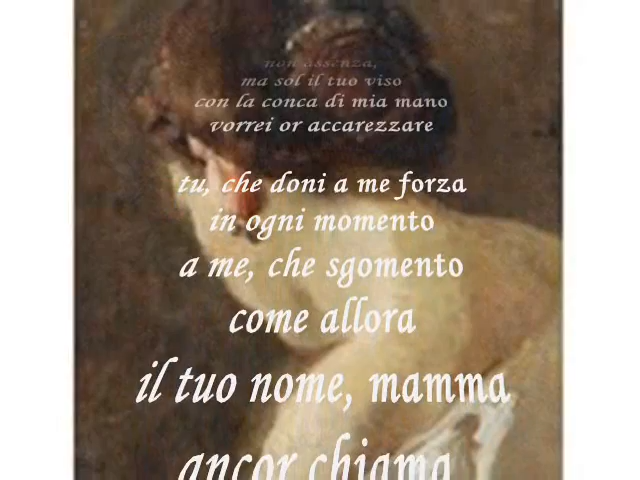 non assenza,
ma sol il tuo viso
con la conca di mia mano
vorrei or accarezzare
tu, che doni a me forza
in ogni momento
a me, che sgomento
come allora
il tuo nome, mamma
ancor chiama